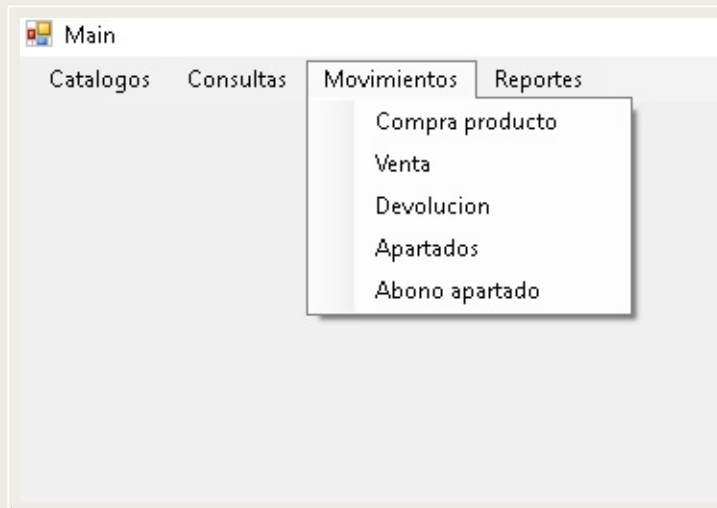 Main
Catalogos Consultas Movimientos Reportes
Compra producto
Venta
Devolucion
Apartados
Abono apartado